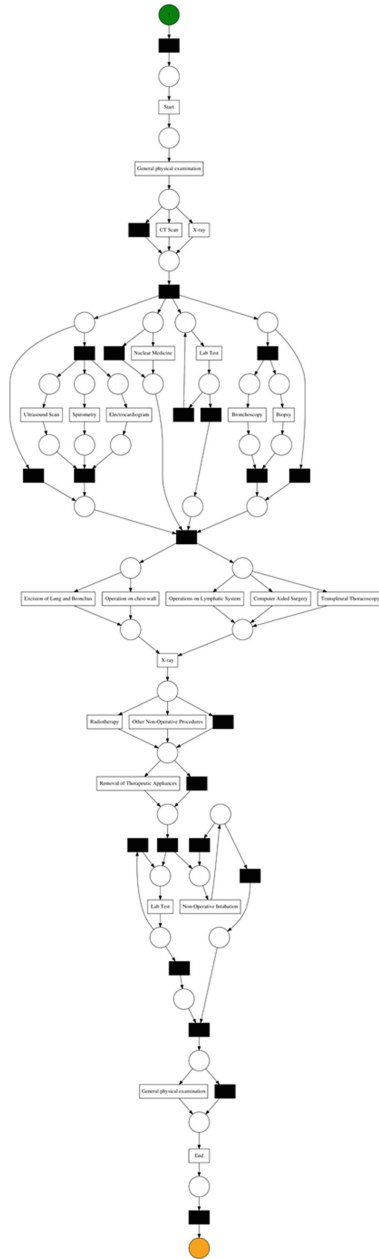 Start
General physical examination
CT Scan
X-ray
Nuclear Medicine
Lab Test
Ultrasound Scan
Spirometry
Electrocardiogram
Bronchoscopy
Biopsy
Excision of Lung and Bronchus
Operation on chest wall
Operations on Lymphatic System
Computer Aided Surgery
Transpleural Thoracoscopy
X-ray
Radiotherapy
Other Non-Operative Procedures
Removal of Therapeutic Appliances
Lab Test
Non-Operative Intubation
General physical examination
End